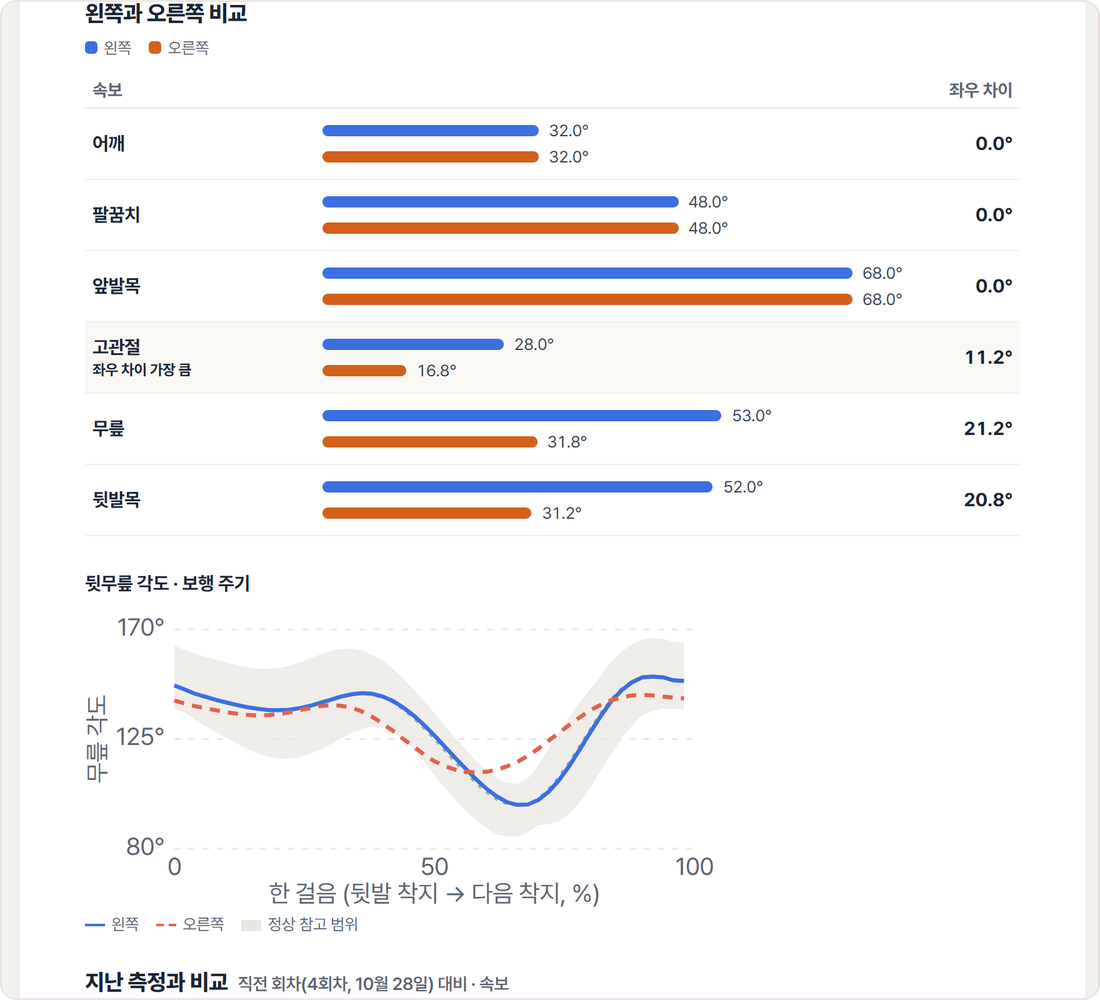 왼쪽과 오른쪽 비교
왼쪽 오른쪽
속보 좌우 차이
어깨 32.0° 32.0° 0.0°
팔꿈치 48.0° 48.0° 0.0°
앞발목 68.0° 68.0° 0.0°
고관절 좌우 차이 가장 큼 28.0° 16.8° 11.2°
무릎 53.0° 31.8° 21.2°
뒷발목 52.0° 31.2° 20.8°
뒷무릎 각도 · 보행 주기
170°
125°
80°
무릎 각도
0 50 100
한 걸음 (뒷발 착지 → 다음 착지, %)
왼쪽 오른쪽 정상 참고 범위
지난 측정과 비교 직전 회차(4회차, 10월 28일) 대비 · 속보